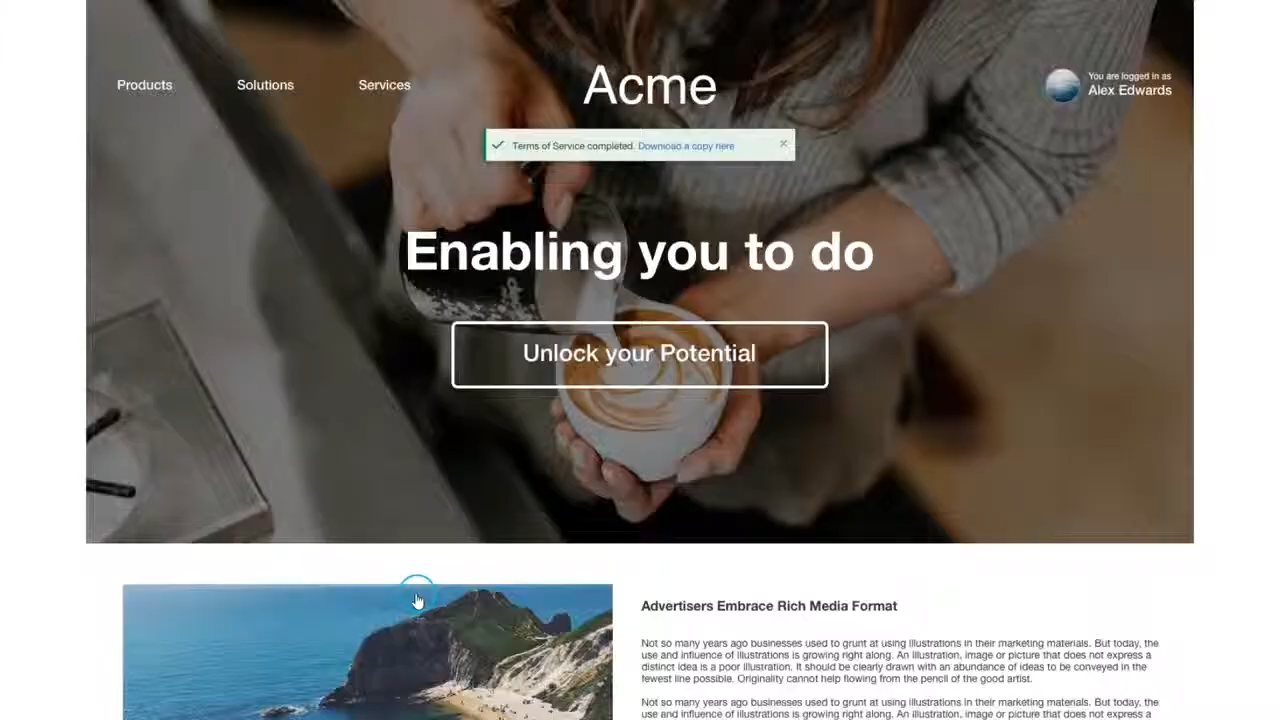 Products Solutions Services Acme You are logged in as
Alex Edwards
Terms of Service completed. Download a copy here
Enabling you to do
Unlock your Potential
Advertisers Embrace Rich Media Format
Not so many years ago businesses used to grunt at using illustrations in their marketing materials. But today, the
use and influence of illustrations is growing right along. An illustration, image or picture that does not express a
distinct idea is a poor illustration. It should be clearly drawn with an abundance of ideas to be conveyed in the
fewest line possible. Originality cannot help flowing from the pencil of the good artist.
Not so many years ago businesses used to grunt at using illustrations in their marketing materials. But today, the
use and influence of illustrations is growing right along. An illustration, image or picture that does not express a